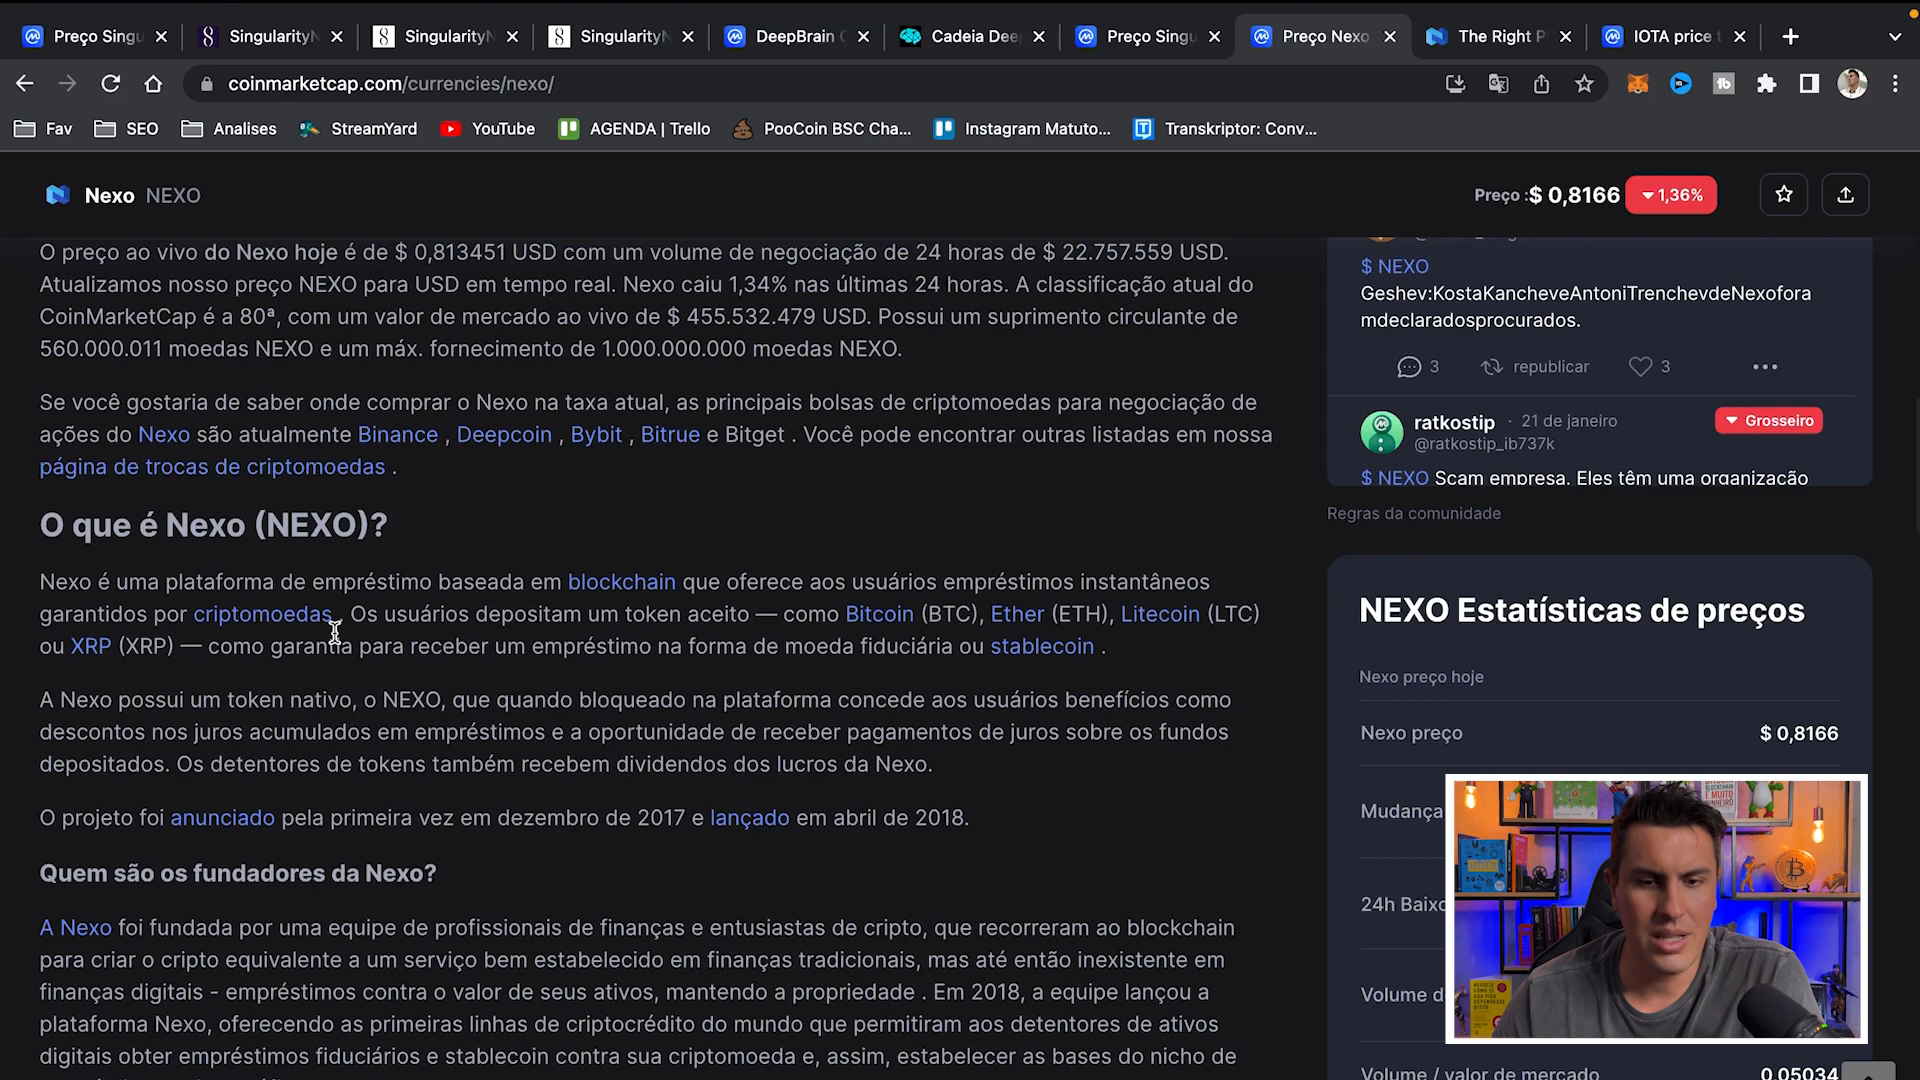 Preço Singu
SingularityN
SingularityN
SingularityN
DeepBrain C
Cadeia Dee
Preço Singu
Preço Nexo
The Right P
IOTA price t
coinmarketcap.com/currencies/nexo/
Fav
SEO
Analises
StreamYard
YouTube
AGENDA | Trello
PooCoin BSC Cha...
Instagram Matuto...
Transkriptor: Conv...
Nexo NEXO
Preço :$ 0,8166
1,36%
O preço ao vivo do Nexo hoje é de $ 0,813451 USD com um volume de negociação de 24 horas de $ 22.757.559 USD.
Atualizamos nosso preço NEXO para USD em tempo real. Nexo caiu 1,34% nas últimas 24 horas. A classificação atual do
CoinMarketCap é a 80ª, com um valor de mercado ao vivo de $ 455.532.479 USD. Possui um suprimento circulante de
560.000.011 moedas NEXO e um máx. fornecimento de 1.000.000.000 moedas NEXO.
Se você gostaria de saber onde comprar o Nexo na taxa atual, as principais bolsas de criptomoedas para negociação de
ações do Nexo são atualmente Binance , Deepcoin , Bybit , Bitrue e Bitget . Você pode encontrar outras listadas em nossa
página de trocas de criptomoedas .
O que é Nexo (NEXO)?
Nexo é uma plataforma de empréstimo baseada em blockchain que oferece aos usuários empréstimos instantâneos
garantidos por criptomoedas . Os usuários depositam um token aceito — como Bitcoin (BTC), Ether (ETH), Litecoin (LTC)
ou XRP (XRP) — como garantia para receber um empréstimo na forma de moeda fiduciária ou stablecoin .
A Nexo possui um token nativo, o NEXO, que quando bloqueado na plataforma concede aos usuários benefícios como
descontos nos juros acumulados em empréstimos e a oportunidade de receber pagamentos de juros sobre os fundos
depositados. Os detentores de tokens também recebem dividendos dos lucros da Nexo.
O projeto foi anunciado pela primeira vez em dezembro de 2017 e lançado em abril de 2018.
Quem são os fundadores da Nexo?
A Nexo foi fundada por uma equipe de profissionais de finanças e entusiastas de cripto, que recorreram ao blockchain
para criar o cripto equivalente a um serviço bem estabelecido em finanças tradicionais, mas até então inexistente em
finanças digitais - empréstimos contra o valor de seus ativos, mantendo a propriedade . Em 2018, a equipe lançou a
plataforma Nexo, oferecendo as primeiras linhas de criptocrédito do mundo que permitiram aos detentores de ativos
digitais obter empréstimos fiduciários e stablecoin contra sua criptomoeda e, assim, estabelecer as bases do nicho de
$ NEXO
Geshev:KostaKancheveAntoniTrenchevdeNexofora
mdeclaradosprocurados.
3
republicar
3
ratkostip · 21 de janeiro
@ratkostip_ib737k
Grosseiro
$ NEXO Scam empresa. Eles têm uma organização
Regras da comunidade
NEXO Estatísticas de preços
Nexo preço hoje
Nexo preço
$ 0,8166
Mudança
24h Baixo
Volume d
Volume / valor de mercado
0.05034